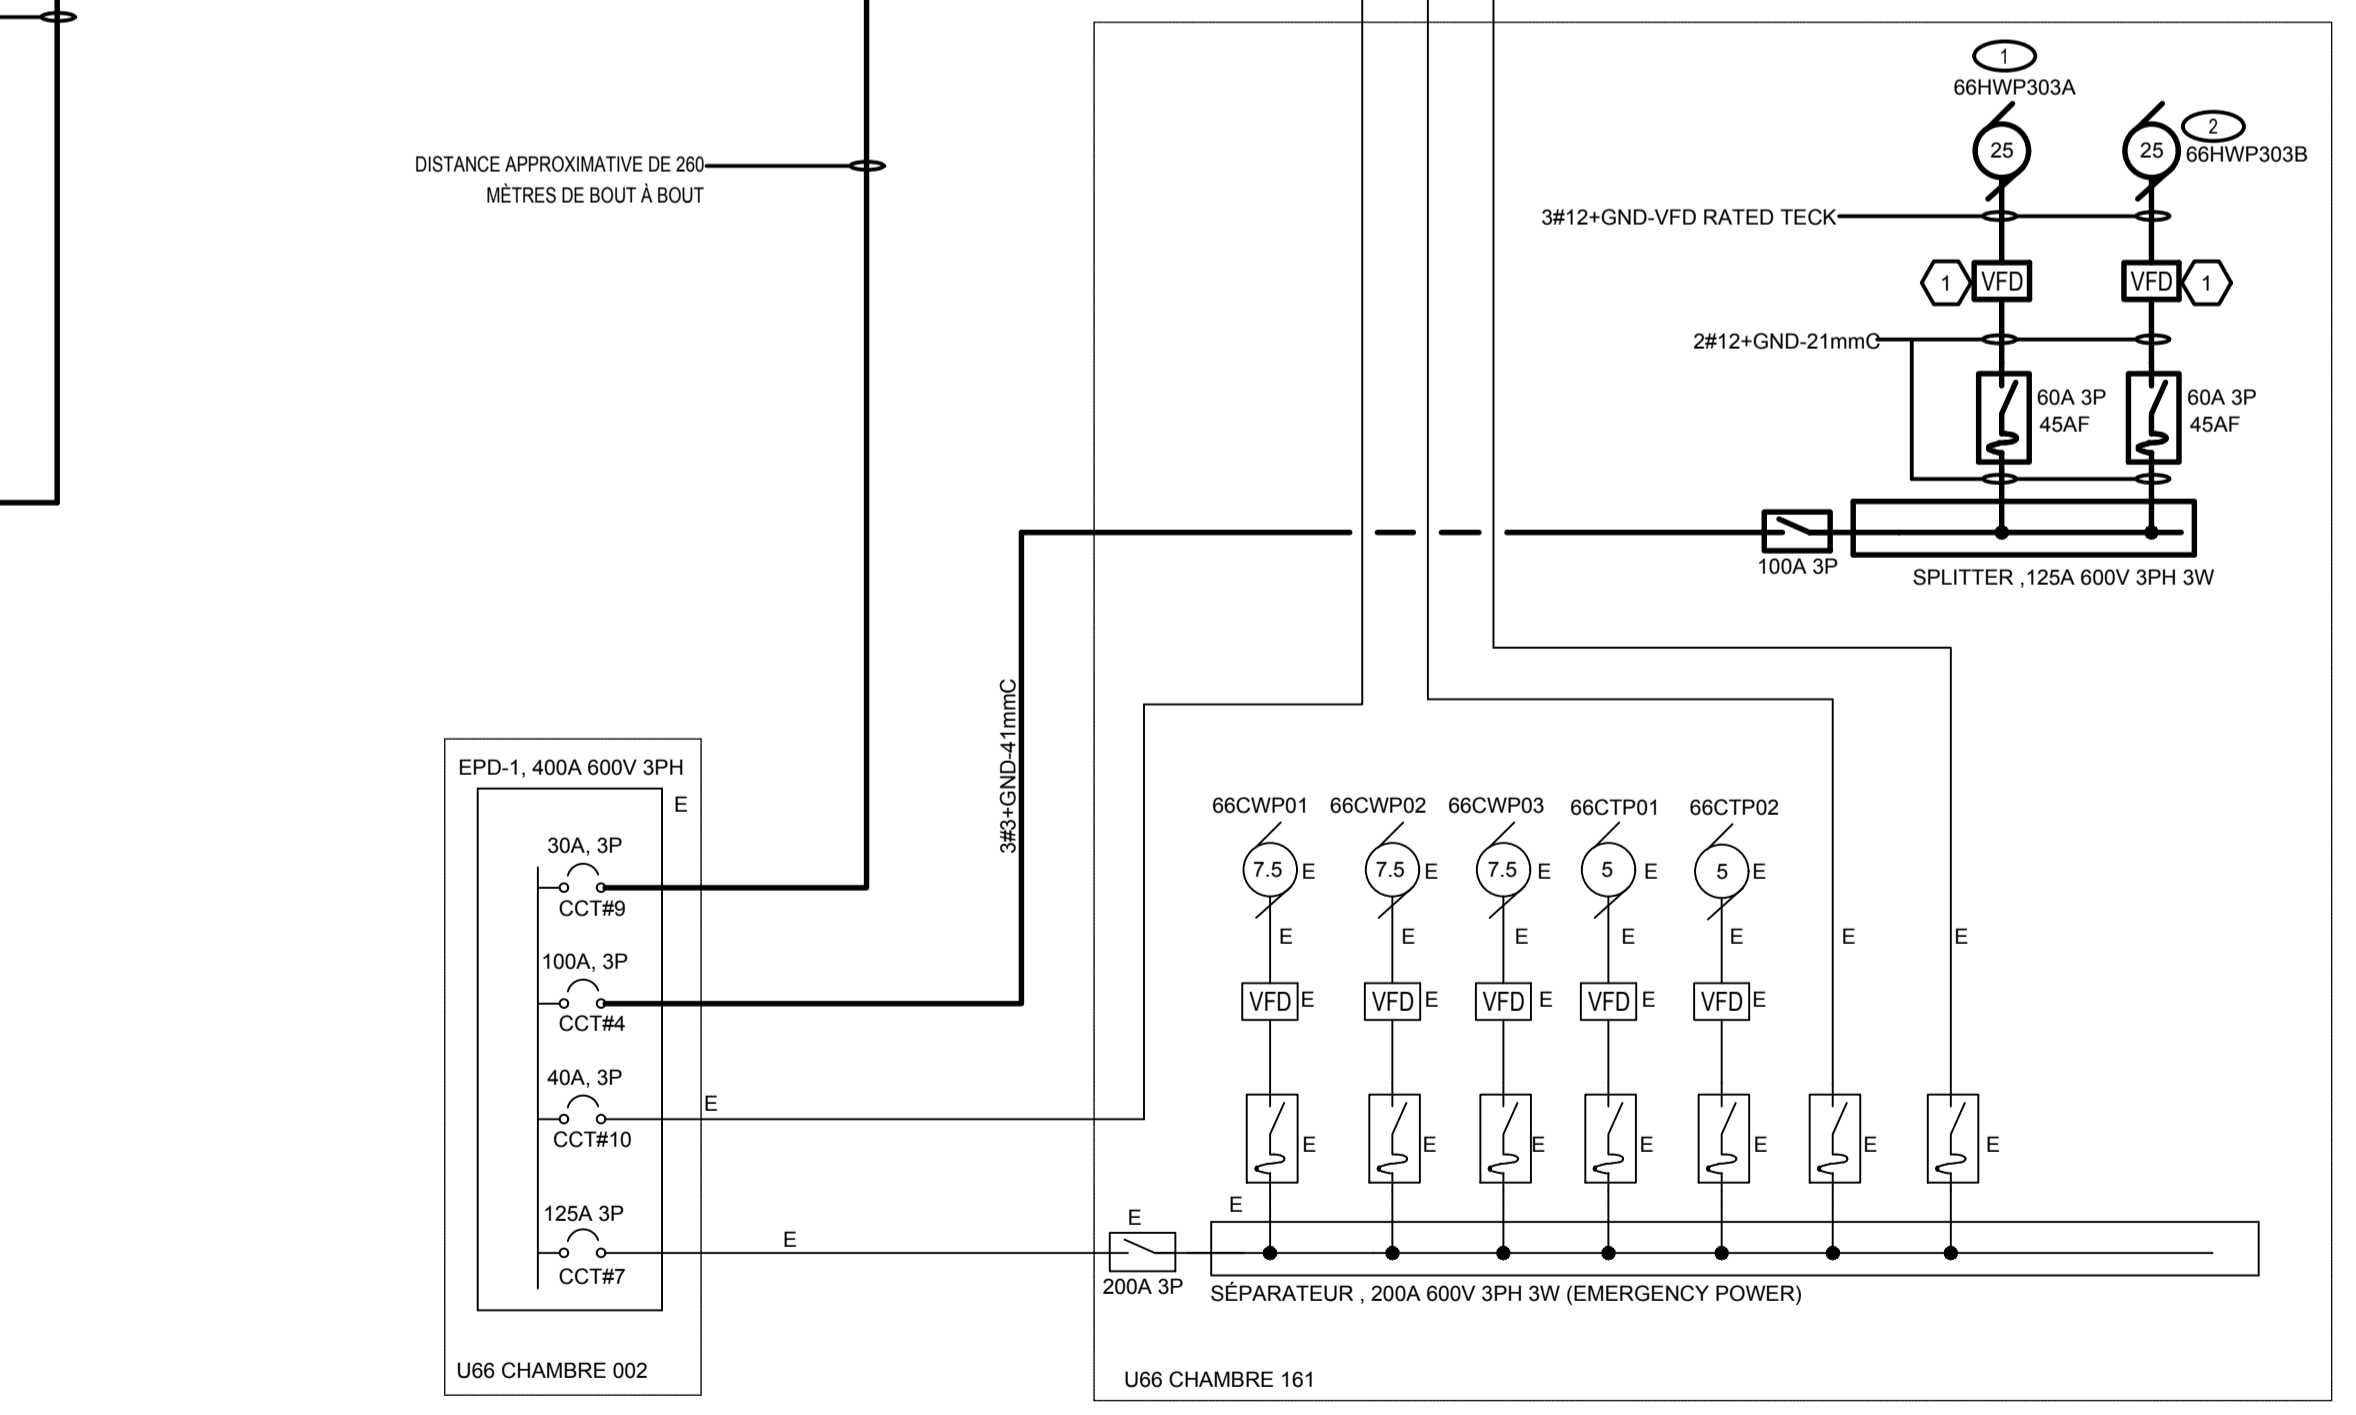 1
66HWP303A
25
25
2
66HWP303B
DISTANCE APPROXIMATIVE DE 260
MÈTRES DE BOUT À BOUT
3#12+GND-VFD RATED TECK
1
VFD
VFD
1
2#12+GND-21mmC
60A 3P
45AF
60A 3P
45AF
100A 3P
SPLITTER ,125A 600V 3PH 3W
3#3+GND-41mmC
EPD-1, 400A 600V 3PH
E
30A, 3P
CCT#9
100A, 3P
CCT#4
40A, 3P
CCT#10
E
125A 3P
CCT#7
E
U66 CHAMBRE 002
66CWP01
66CWP02
66CWP03
66CTP01
66CTP02
7.5
E
7.5
E
7.5
E
5
E
5
E
E
E
E
E
E
E
E
VFD
E
VFD
E
VFD
E
VFD
E
VFD
E
E
E
E
E
E
E
E
E
E
200A 3P
SÉPARATEUR , 200A 600V 3PH 3W (EMERGENCY POWER)
U66 CHAMBRE 161